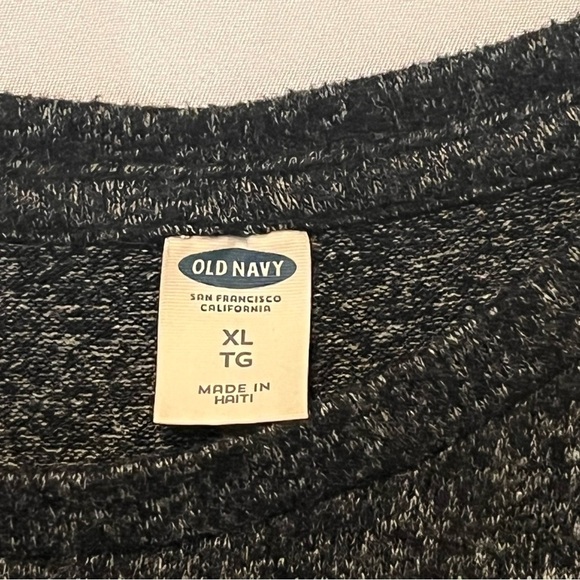 OLD NAVY
SAN FRANCISCO
CALIFORNIA
XL
TG
MADE IN
HAITI